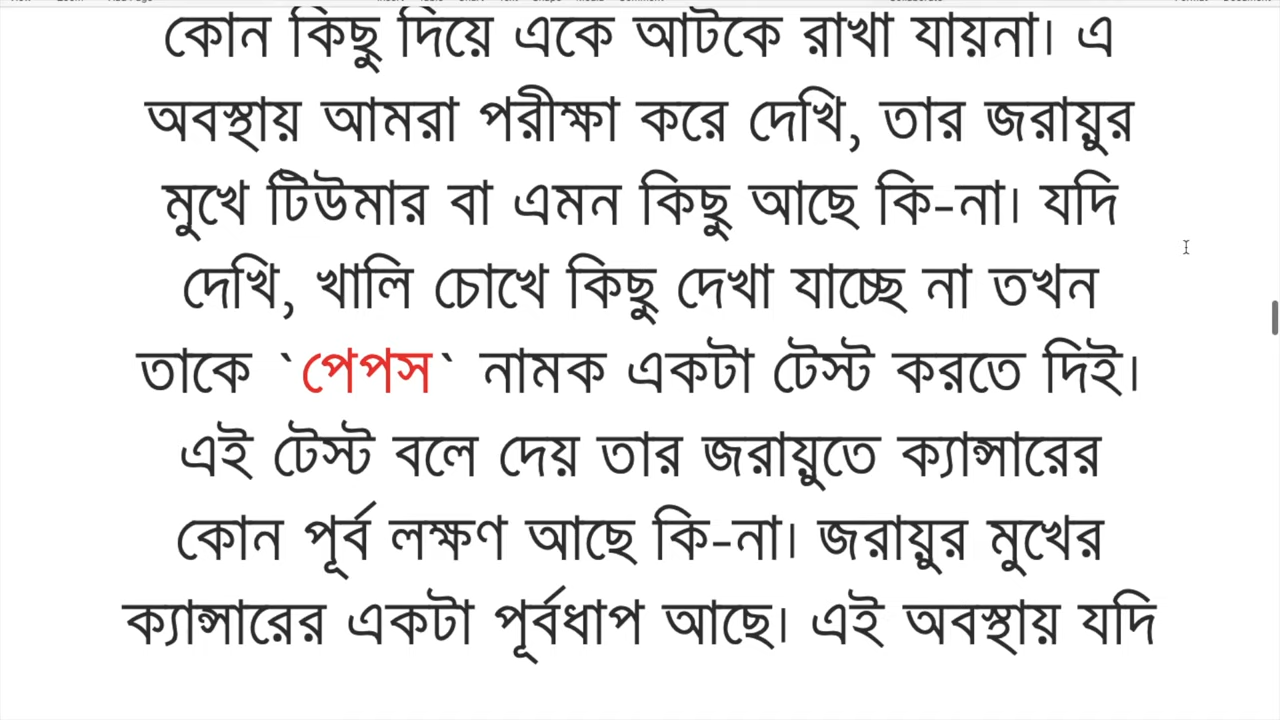 কোন কিছু দিয়ে একে আটকে রাখা যায়না। এ
অবস্থায় আমরা পরীক্ষা করে দেখি, তার জরায়ুর
মুখে টিউমার বা এমন কিছু আছে কি-না। যদি
দেখি, খালি চোখে কিছু দেখা যাচ্ছে না তখন
তাকে `পেপস` নামক একটা টেস্ট করতে দিই।
এই টেস্ট বলে দেয় তার জরায়ুতে ক্যান্সারের
কোন পূর্ব লক্ষণ আছে কি-না। জরায়ুর মুখের
ক্যান্সারের একটা পূর্বধাপ আছে। এই অবস্থায় যদি